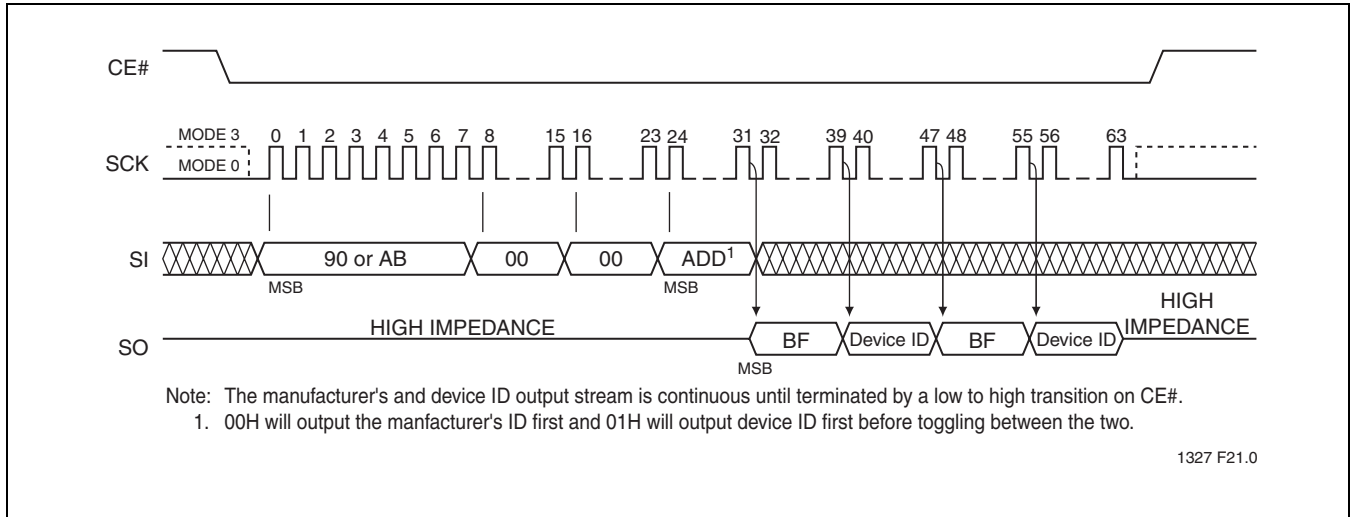 CE#
MODE 3 0 1 2 3 4 5 6 7 8 15 16 23 24 31 32 39 40 47 48 55 56 63
SCK MODE 0
SI 90 or AB 00 00 ADD1
MSB MSB
HIGH
HIGH IMPEDANCE IMPEDANCE
SO BF Device ID BF Device ID
MSB
Note: The manufacturer's and device ID output stream is continuous until terminated by a low to high transition on CE#.
1. 00H will output the manfacturer's ID first and 01H will output device ID first before toggling between the two.
1327 F21.0